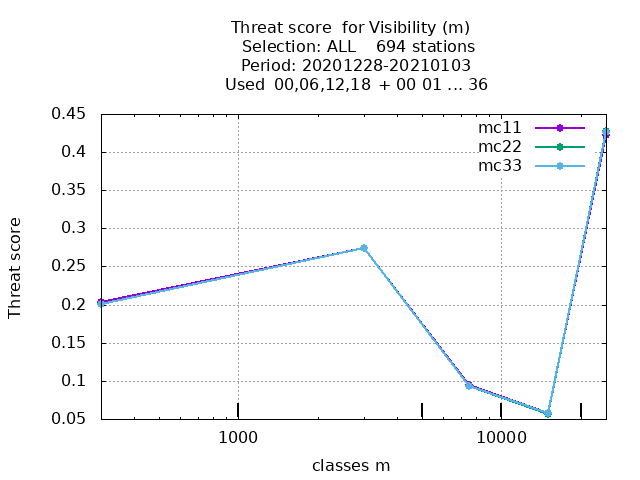 Threat score  for Visibility (m)
Selection: ALL    694 stations
Period: 20201228-20210103
Used  00,06,12,18  + 00 01 ... 36
0.45
0.4
0.35
0.3
0.25
0.2
0.15
0.1
0.05
Threat score
mc11
mc22
mc33
1000
10000
classes m